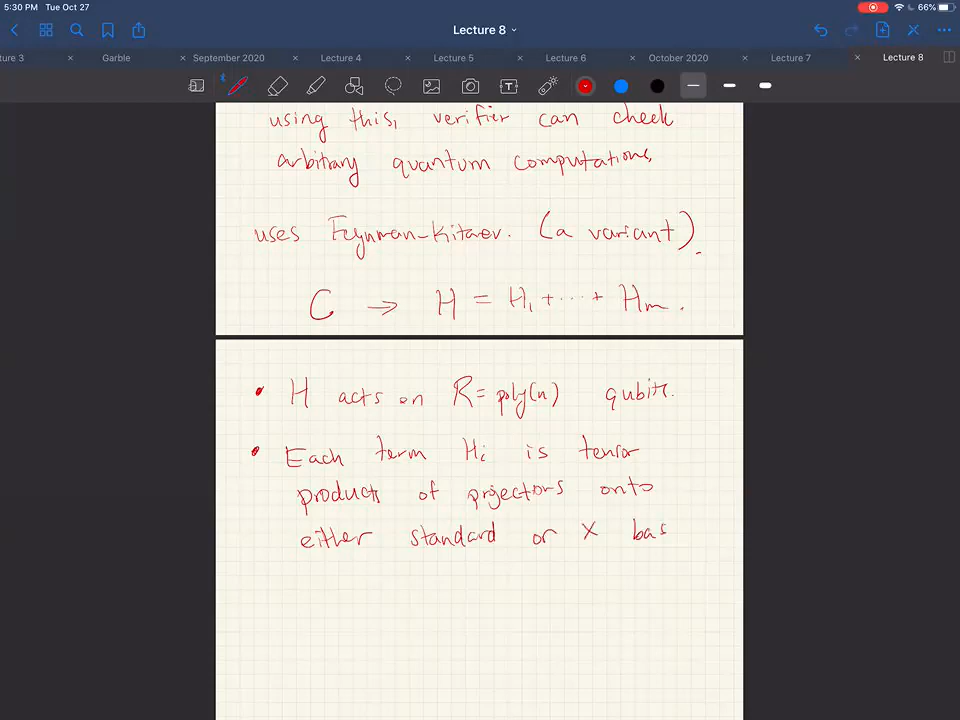 5:30 PM Tue Oct 27
66%
Lecture 8
ure 3
Garble
September 2020
Lecture 4
Lecture 5
Lecture 6
October 2020
Lecture 7
Lecture 8
using this, verifier can check
arbitrary quantum computations.
uses Feynman-Kitaev. (a variant).
C → H = H₁ + ⋯ + Hₘ.
• H acts on R = poly(n) qubits.
• Each term Hᵢ is tensor
products of projectors onto
either standard or X bas